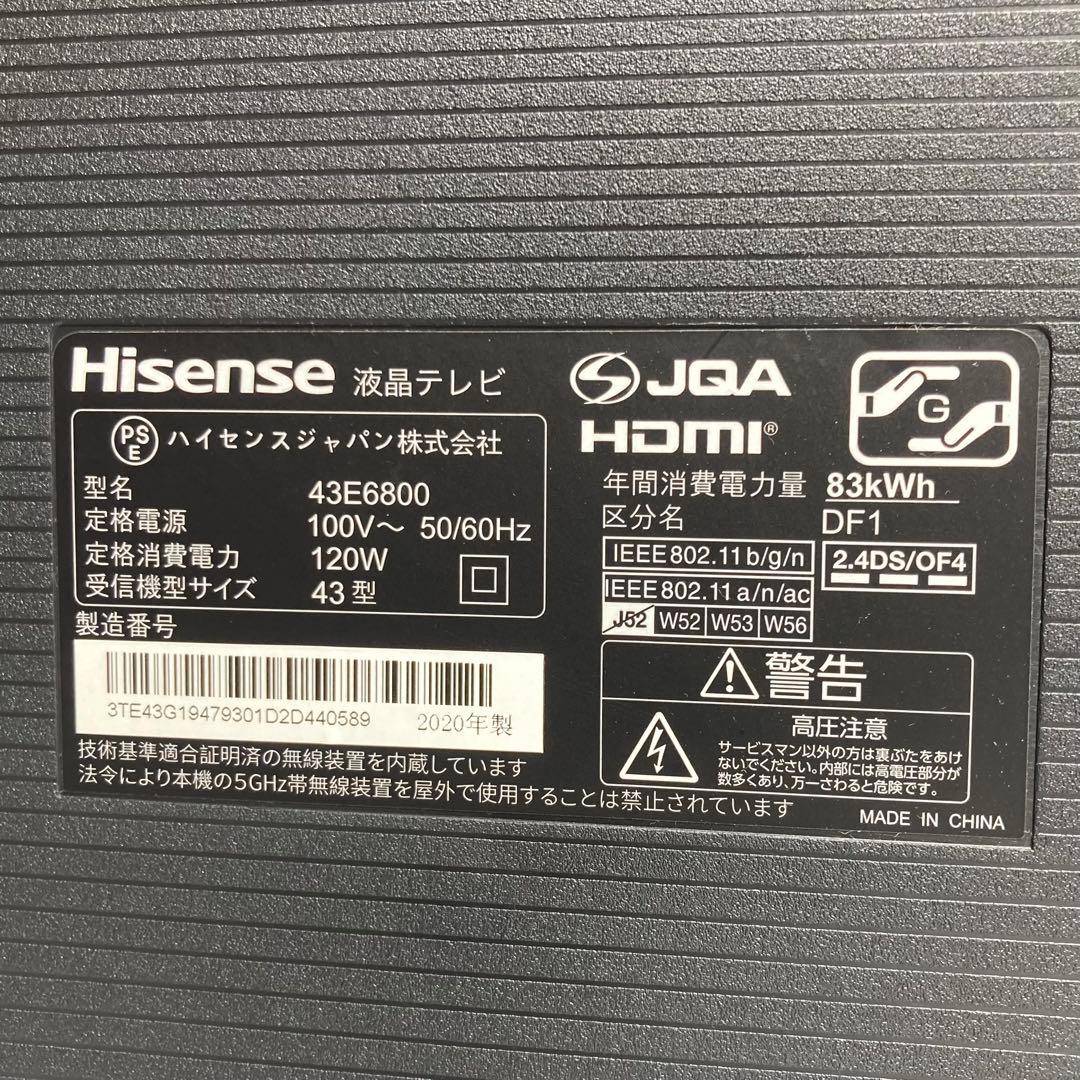 Hisense 液晶テレビ
PSE ハイセンスジャパン株式会社
型名 43E6800
定格電源 100V～ 50/60Hz
定格消費電力 120W
受信機型サイズ 43型
製造番号
3TE43G19479301D2D440589 2020年製
技術基準適合証明済の無線装置を内蔵しています
法令により本機の5GHz帯無線装置を屋外で使用することは禁止されています
JQA
HDMI®
G
年間消費電力量 83kWh
区分名 DF1
IEEE802.11b/g/n
2.4DS/OF4
IEEE802.11a/n/ac
J52 W52 W53 W56
警告
高圧注意
サービスマン以外の方は裏ぶたをあけ
ないでください。内部には高電圧部分が
数多くあり、万一さわると危険です。
MADE IN CHINA